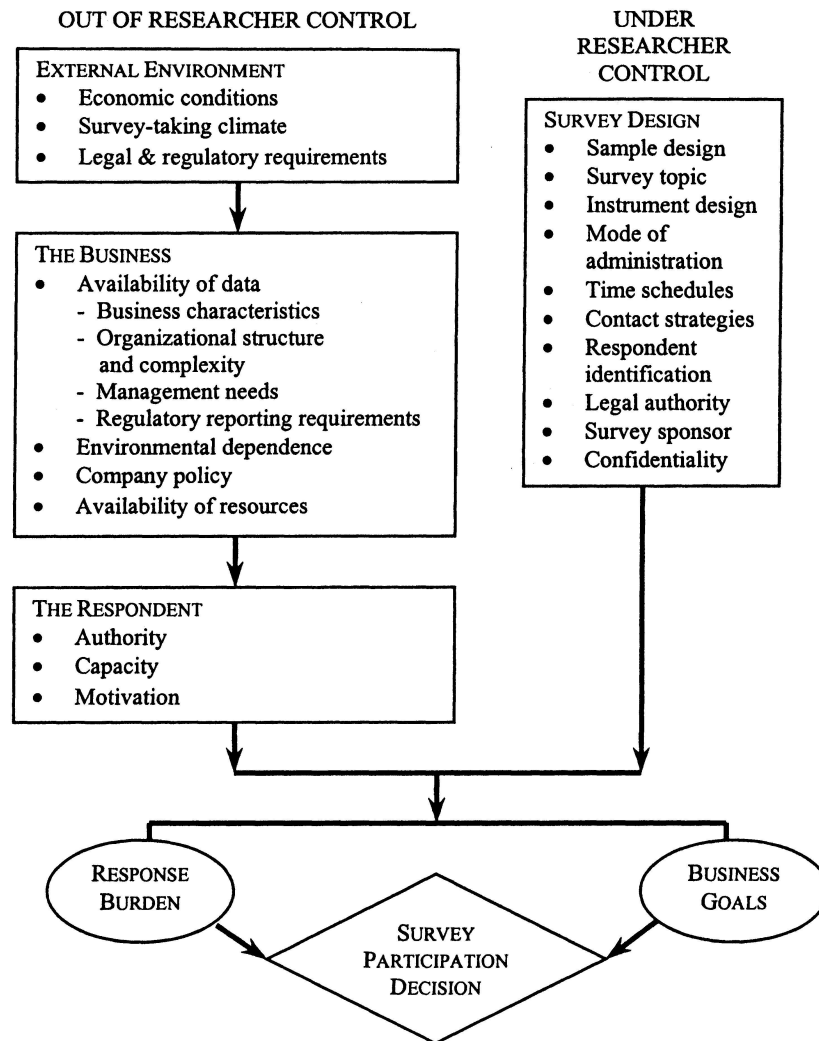 OUT OF RESEARCHER CONTROL
EXTERNAL ENVIRONMENT
• Economic conditions
• Survey-taking climate
• Legal & regulatory requirements
THE BUSINESS
• Availability of data
- Business characteristics
- Organizational structure
and complexity
- Management needs
- Regulatory reporting requirements
• Environmental dependence
• Company policy
• Availability of resources
THE RESPONDENT
• Authority
• Capacity
• Motivation
UNDER
RESEARCHER
CONTROL
SURVEY DESIGN
• Sample design
• Survey topic
• Instrument design
• Mode of
administration
• Time schedules
• Contact strategies
• Respondent
identification
• Legal authority
• Survey sponsor
• Confidentiality
RESPONSE
BURDEN
SURVEY
PARTICIPATION
DECISION
BUSINESS
GOALS